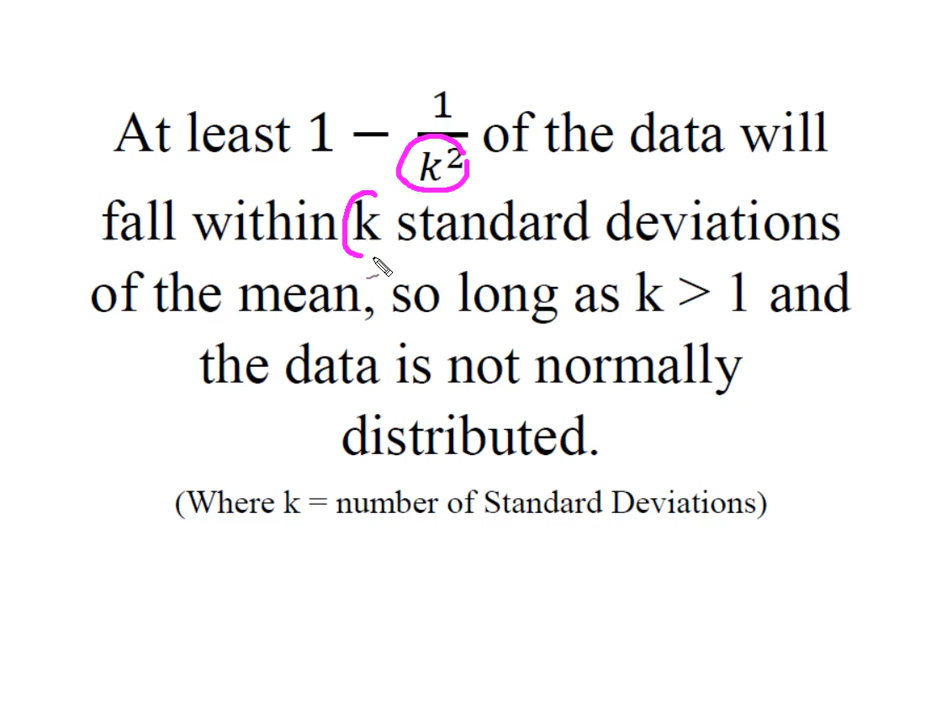 At least 1 − 1/k² of the data will
fall within k standard deviations
of the mean, so long as k > 1 and
the data is not normally
distributed.
(Where k = number of Standard Deviations)